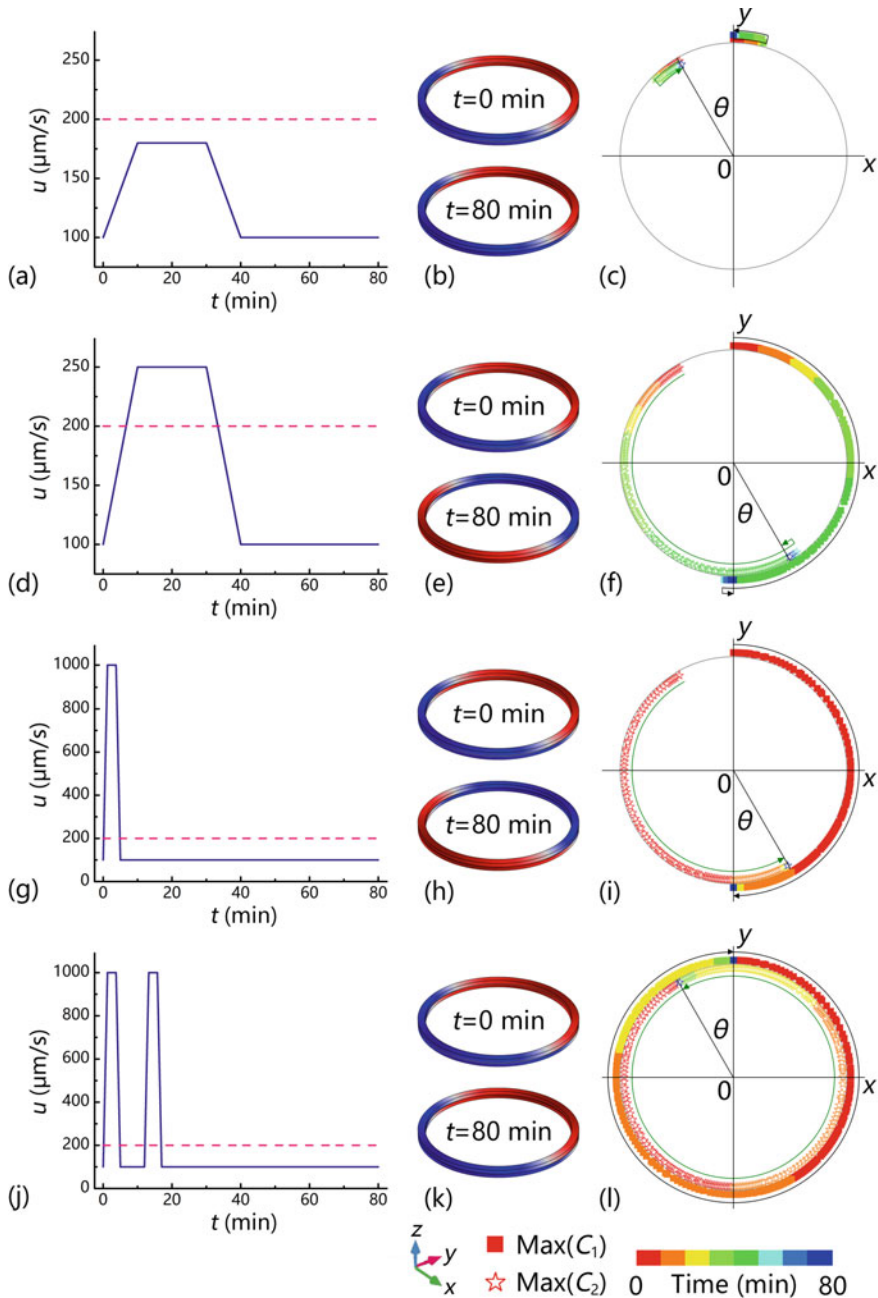 250
200
150
100
u (μm/s)
0 20 40 60 80
t (min)
(a)
t=0 min
t=80 min
(b)
y
θ
0
x
(c)
250
200
150
100
u (μm/s)
0 20 40 60 80
t (min)
(d)
t=0 min
t=80 min
(e)
y
x
0
θ
(f)
1000
800
600
400
200
0
u (μm/s)
0 20 40 60 80
t (min)
(g)
t=0 min
t=80 min
(h)
y
x
0
θ
(i)
1000
800
600
400
200
0
u (μm/s)
0 20 40 60 80
t (min)
(j)
t=0 min
t=80 min
(k)
y
θ
0
x
(l)
z
y
x
Max(C₁)
Max(C₂)
0 Time (min) 80